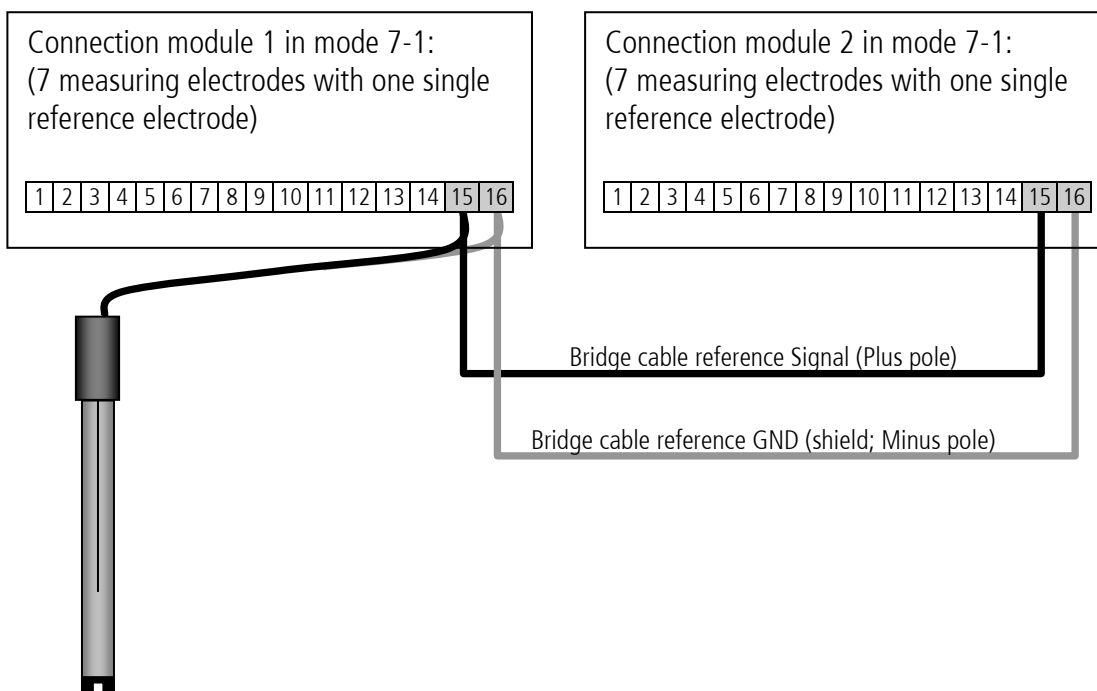 Connection module 1 in mode 7-1:
(7 measuring electrodes with one single
reference electrode)
1 2 3 4 5 6 7 8 9 10 11 12 13 14 15 16
Connection module 2 in mode 7-1:
(7 measuring electrodes with one single
reference electrode)
1 2 3 4 5 6 7 8 9 10 11 12 13 14 15 16
Bridge cable reference Signal (Plus pole)
Bridge cable reference GND (shield; Minus pole)